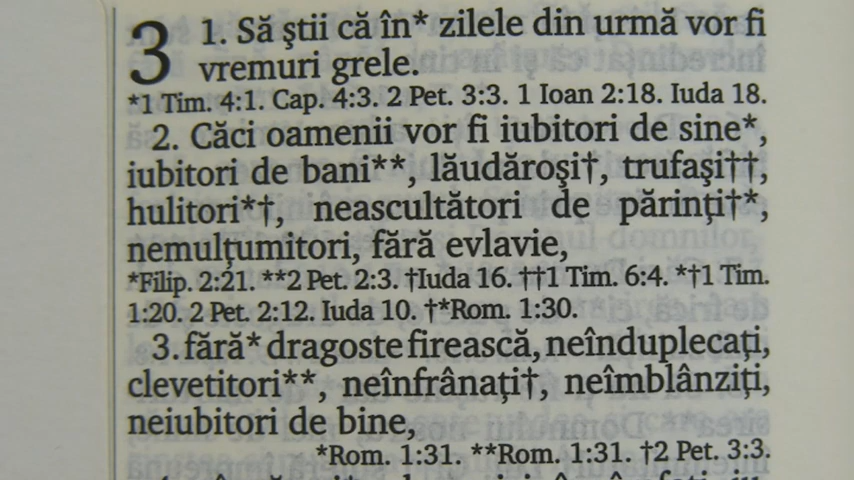 3 1. Să ştii că în* zilele din urmă vor fi
vremuri grele.
*1 Tim. 4:1. Cap. 4:3. 2 Pet. 3:3. 1 Ioan 2:18. Iuda 18.
2. Căci oamenii vor fi iubitori de sine*,
iubitori de bani**, lăudăroşi†, trufaşi††,
hulitori*†, neascultători de părinţi†*,
nemulţumitori, fără evlavie,
*Filip. 2:21. **2 Pet. 2:3. †Iuda 16. ††1 Tim. 6:4. *†1 Tim.
1:20. 2 Pet. 2:12. Iuda 10. †*Rom. 1:30.
3. fără* dragoste firească, neînduplecaţi,
clevetitori**, neînfrânaţi†, neîmblânziţi,
neiubitori de bine,
*Rom. 1:31. **Rom. 1:31. †2 Pet. 3:3.